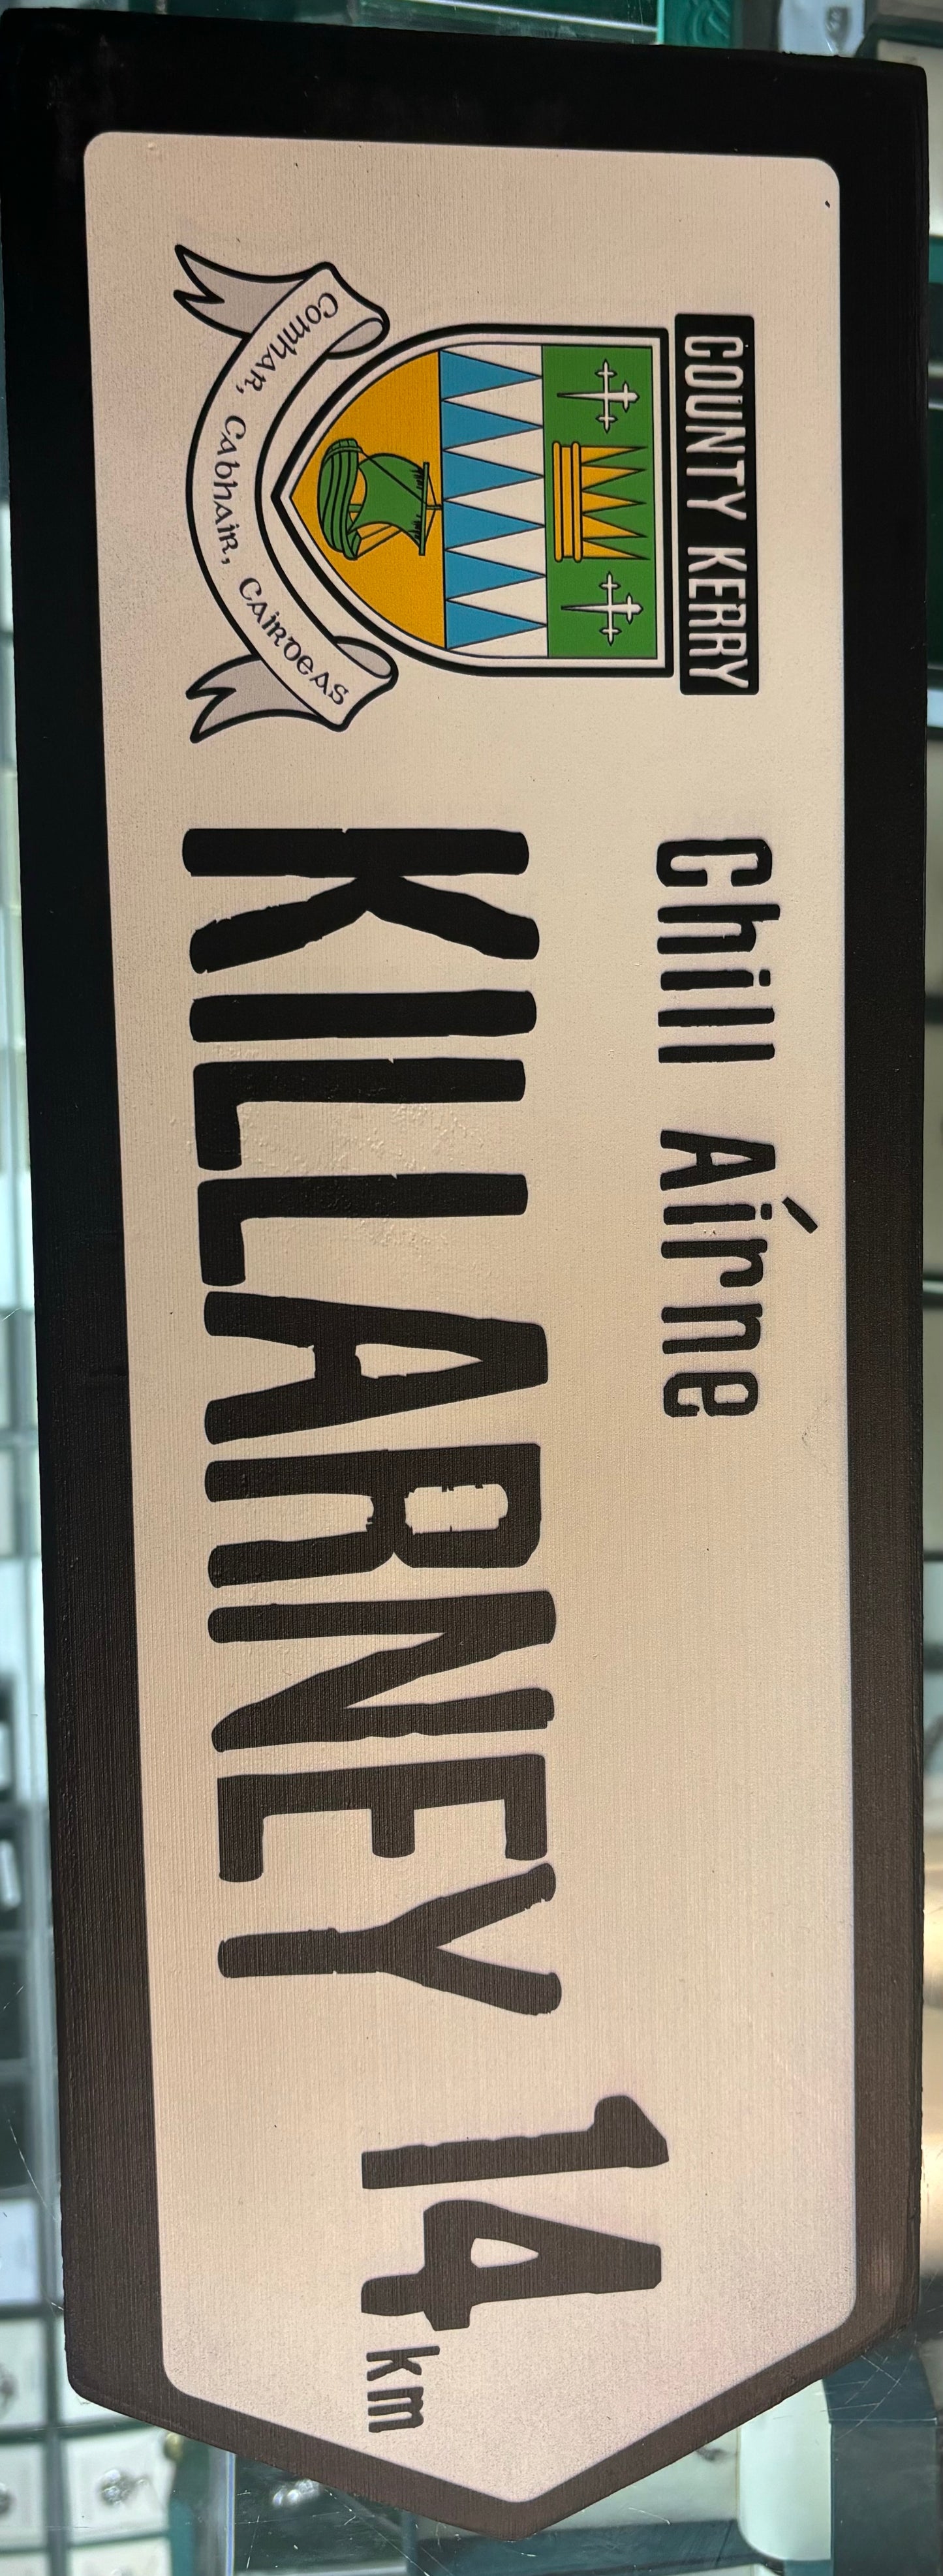 COUNTY KERRY
Comhar, Cabhair, Cairdeas
Chill Áirne
KILLARNEY 14 km